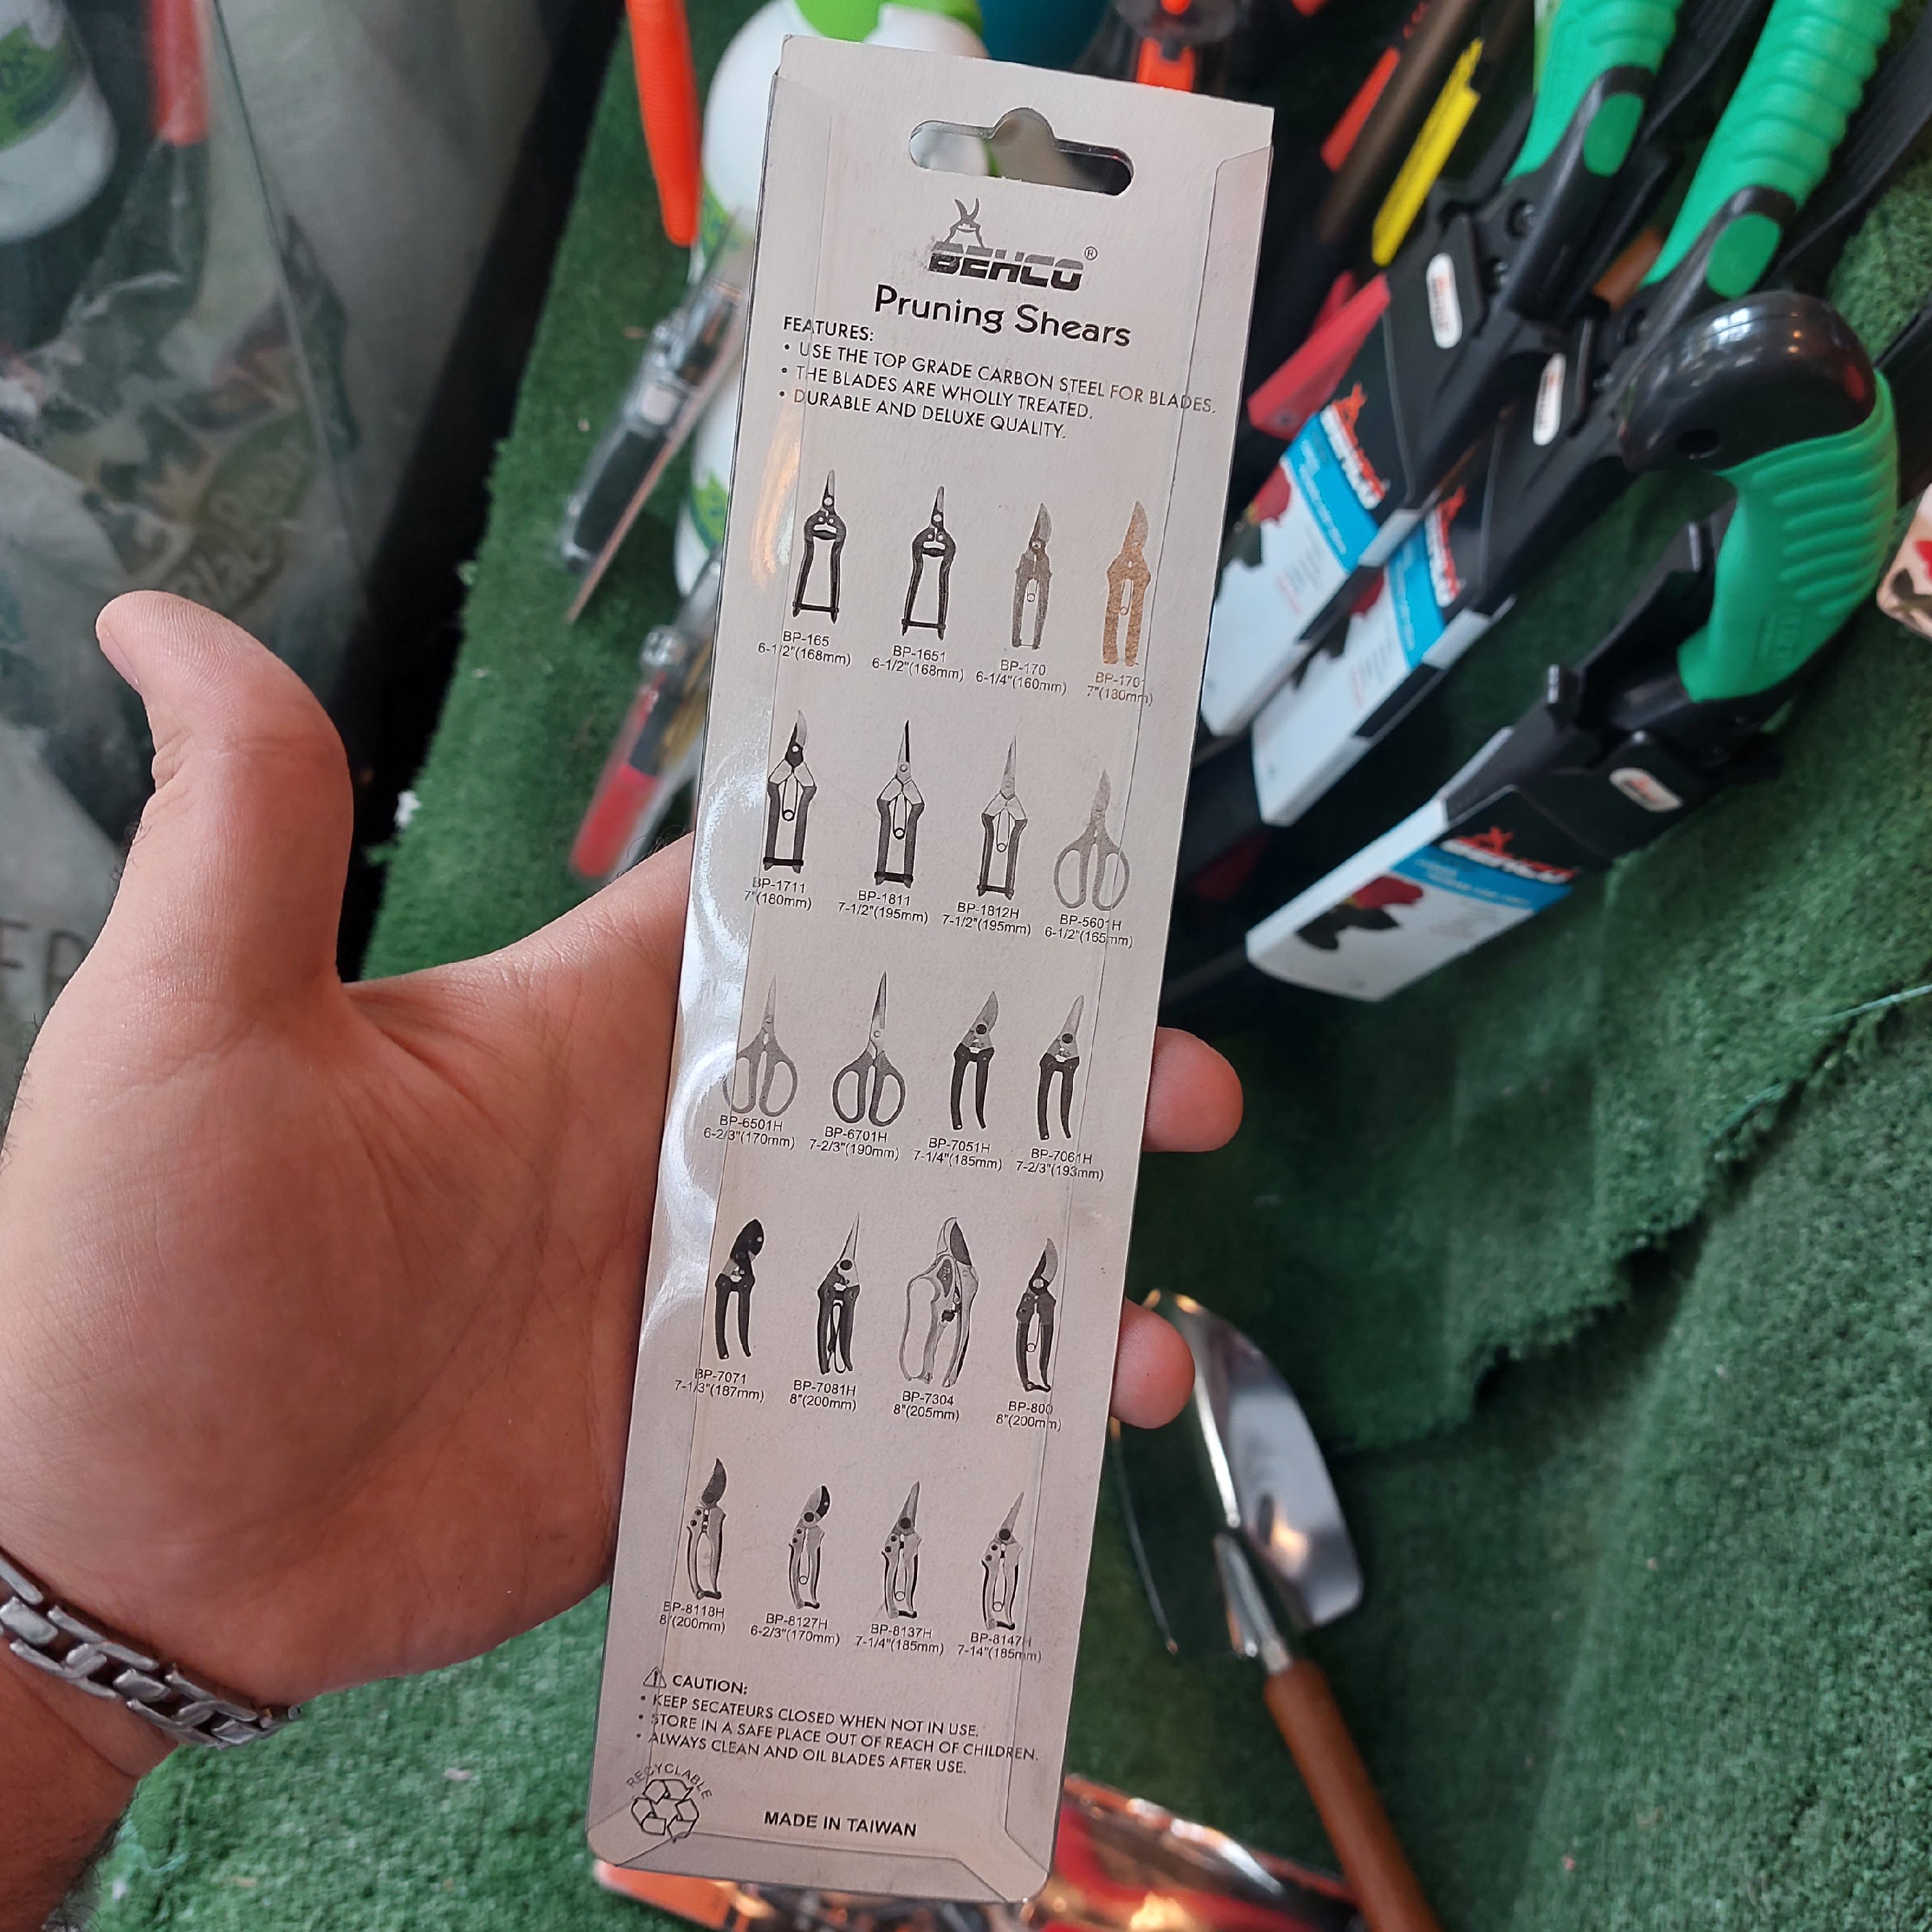 BEHCO®
Pruning Shears
FEATURES:
• USE THE TOP GRADE CARBON STEEL FOR BLADES.
• THE BLADES ARE WHOLLY TREATED.
• DURABLE AND DELUXE QUALITY.
BP-165
6-1/2"(168mm)
BP-1651
6-1/2"(168mm)
BP-170
6-1/4"(160mm)
BP-1701
7"(180mm)
BP-1711
7"(180mm)
BP-1811
7-1/2"(195mm)
BP-1812H
7-1/2"(195mm)
BP-5601H
6-1/2"(165mm)
BP-6501H
6-2/3"(170mm)
BP-6701H
7-2/3"(190mm)
BP-7051H
7-1/4"(185mm)
BP-7061H
7-2/3"(193mm)
BP-7071
7-1/3"(187mm)
BP-7081H
8"(200mm)
BP-7304
8"(205mm)
BP-800
8"(200mm)
BP-8118H
8"(200mm)
BP-8127H
6-2/3"(170mm)
BP-8137H
7-1/4"(185mm)
BP-8147H
7-14"(185mm)
CAUTION:
• KEEP SECATEURS CLOSED WHEN NOT IN USE.
• STORE IN A SAFE PLACE OUT OF REACH OF CHILDREN.
• ALWAYS CLEAN AND OIL BLADES AFTER USE.
RECYCLABLE
MADE IN TAIWAN
BEHCO
BEHCO
BEHCO